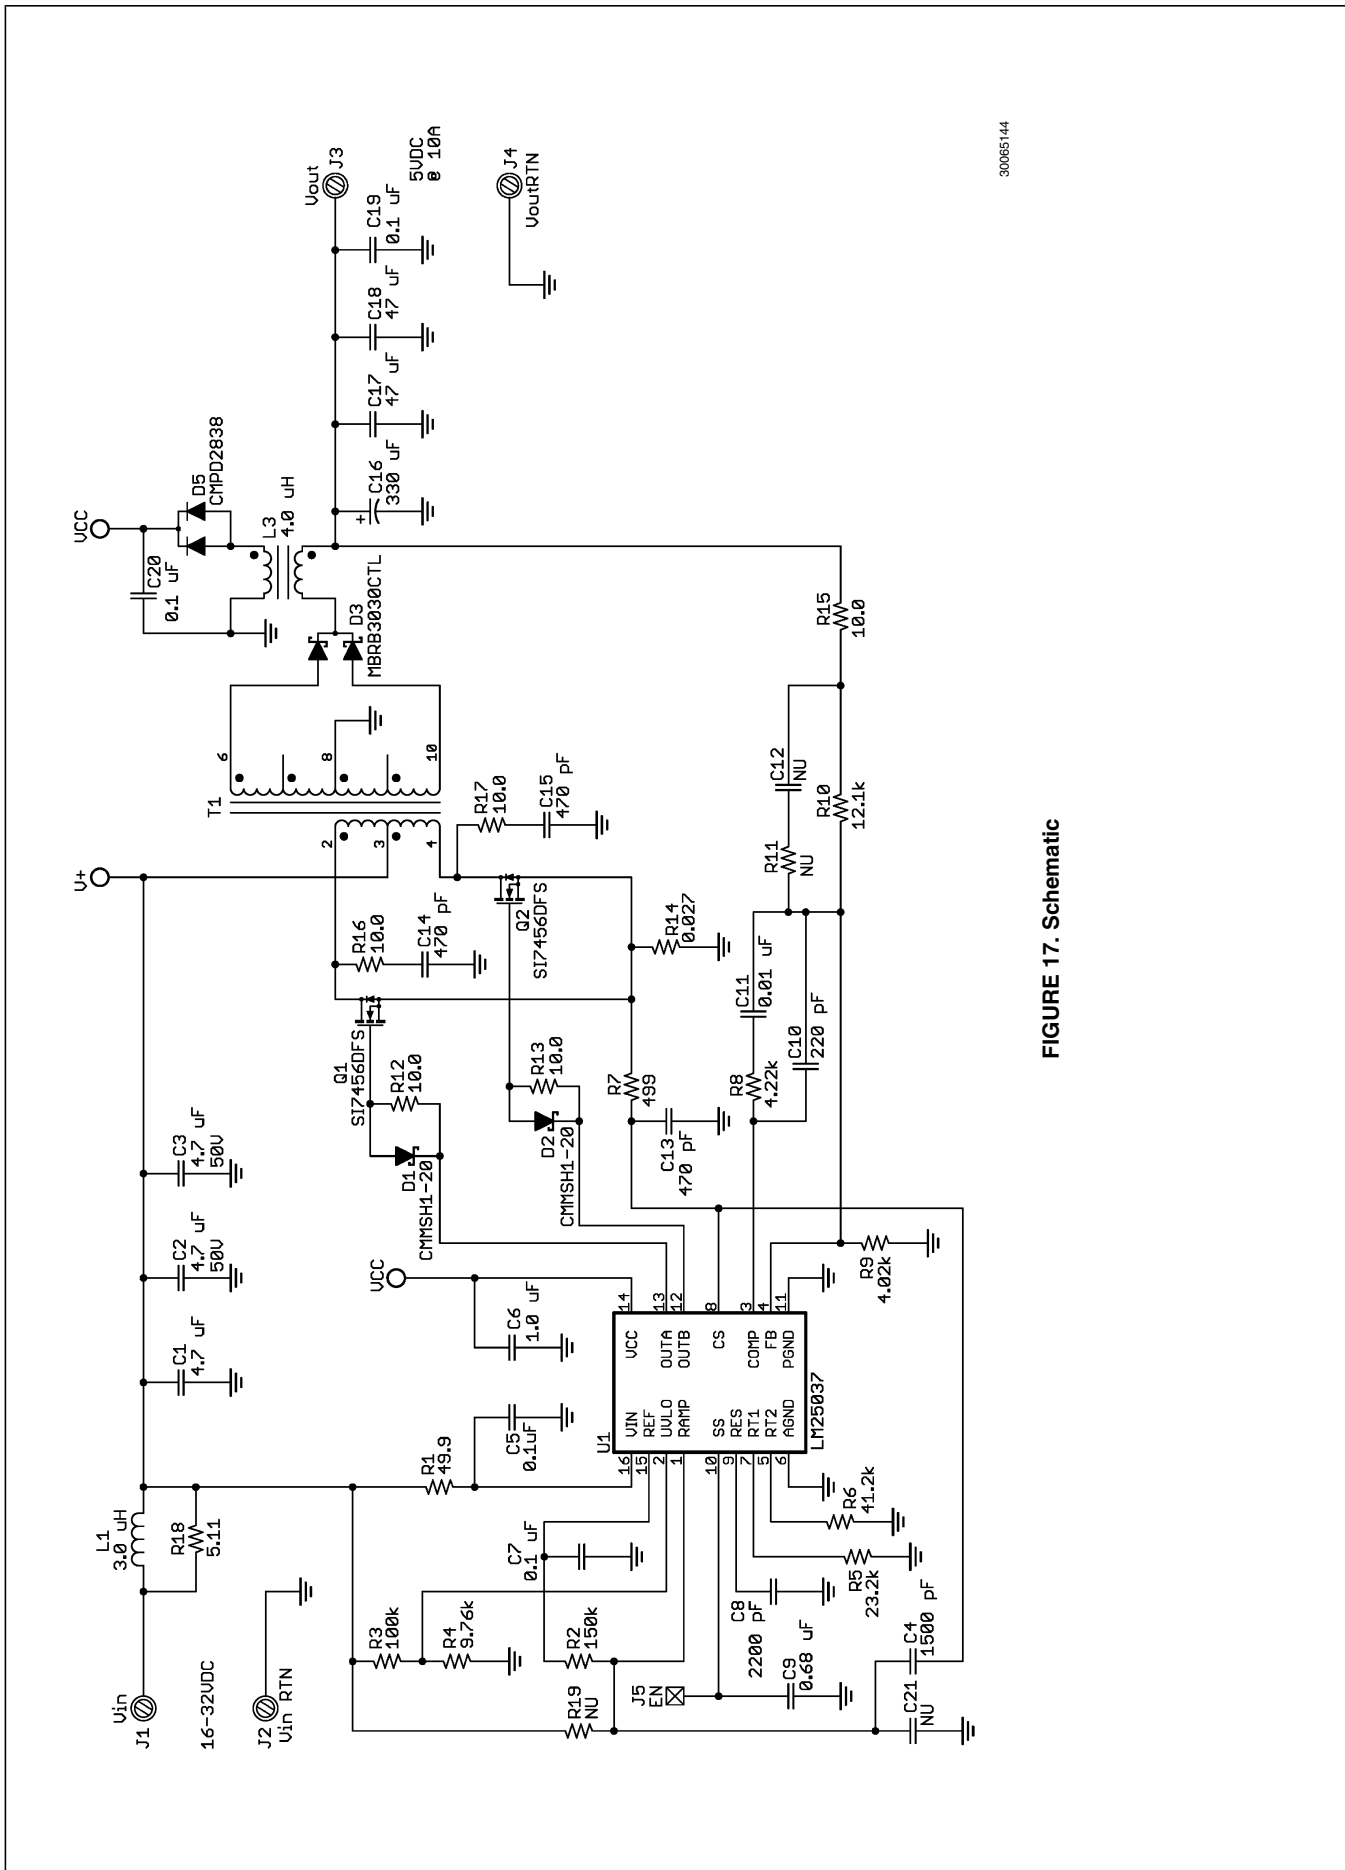 Vin
J1
16-32VDC
J2
Vin RTN
L1
3.0 uH
R18
5.11
C1
4.7 uF
C2
4.7 uF
50V
C3
4.7 uF
50V
V+
T1
2
3
4
6
8
10
VCC
C20
0.1 uF
D5
CMPD2838
L3
4.0 uH
D3
MBRB3030CTL
C16
330 uF
+
C17
47 uF
C18
47 uF
C19
0.1 uF
Vout
J3
5VDC
@ 10A
J4
VoutRTN
R3
100k
R4
9.76k
R1
49.9
C5
0.1uF
VCC
C6
1.0 uF
Q1
SI7456DFS
R12
10.0
D1
CMMSH1-20
R16
10.0
C14
470 pF
Q2
SI7456DFS
R13
10.0
D2
CMMSH1-20
R17
10.0
C15
470 pF
R19
NU
R2
150k
C7
0.1 uF
J5
EN
C9
0.68 uF
C8
2200 pF
R5
23.2k
R6
41.2k
C21
NU
C4
1500 pF
U1
LM25037
16 VIN
15 REF
2 UVLO
1 RAMP
10 SS
9 RES
7 RT1
5 RT2
6 AGND
VCC 14
OUTA 13
OUTB 12
CS 8
COMP 3
FB 4
PGND 11
R7
499
C13
470 pF
R14
0.027
R8
4.22k
C11
0.01 uF
C10
220 pF
R11
NU
C12
NU
R10
12.1k
R15
10.0
R9
4.02k
30065144
FIGURE 17. Schematic